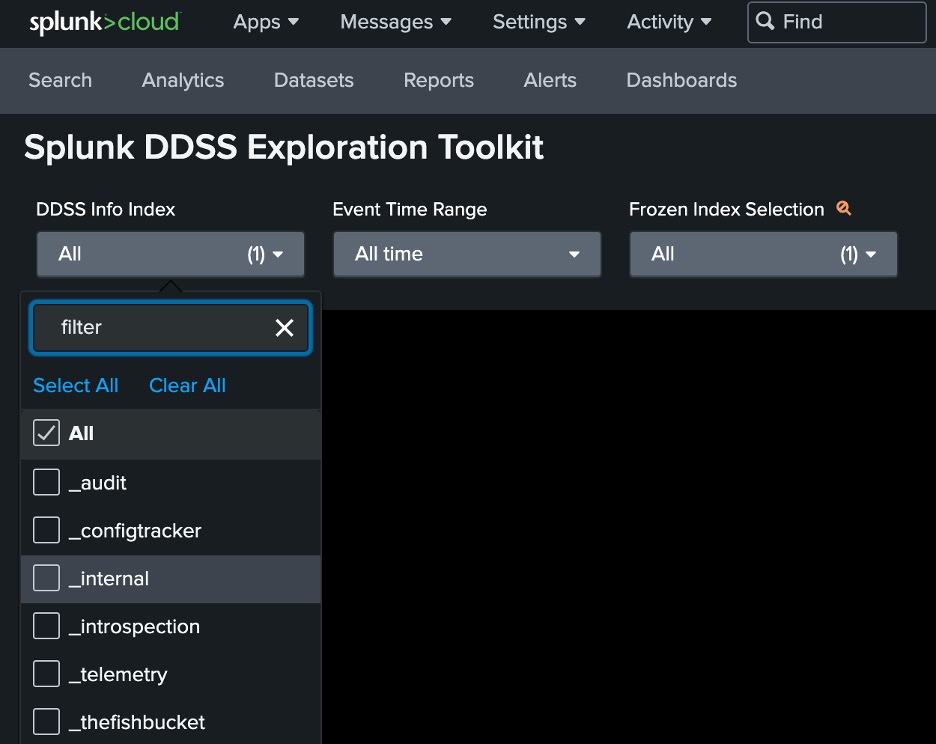 splunk>cloud Apps Messages Settings Activity Find
Search Analytics Datasets Reports Alerts Dashboards
Splunk DDSS Exploration Toolkit
DDSS Info Index Event Time Range Frozen Index Selection
All (1) All time All (1)
filter
Select All Clear All
All
_audit
_configtracker
_internal
_introspection
_telemetry
_thefishbucket